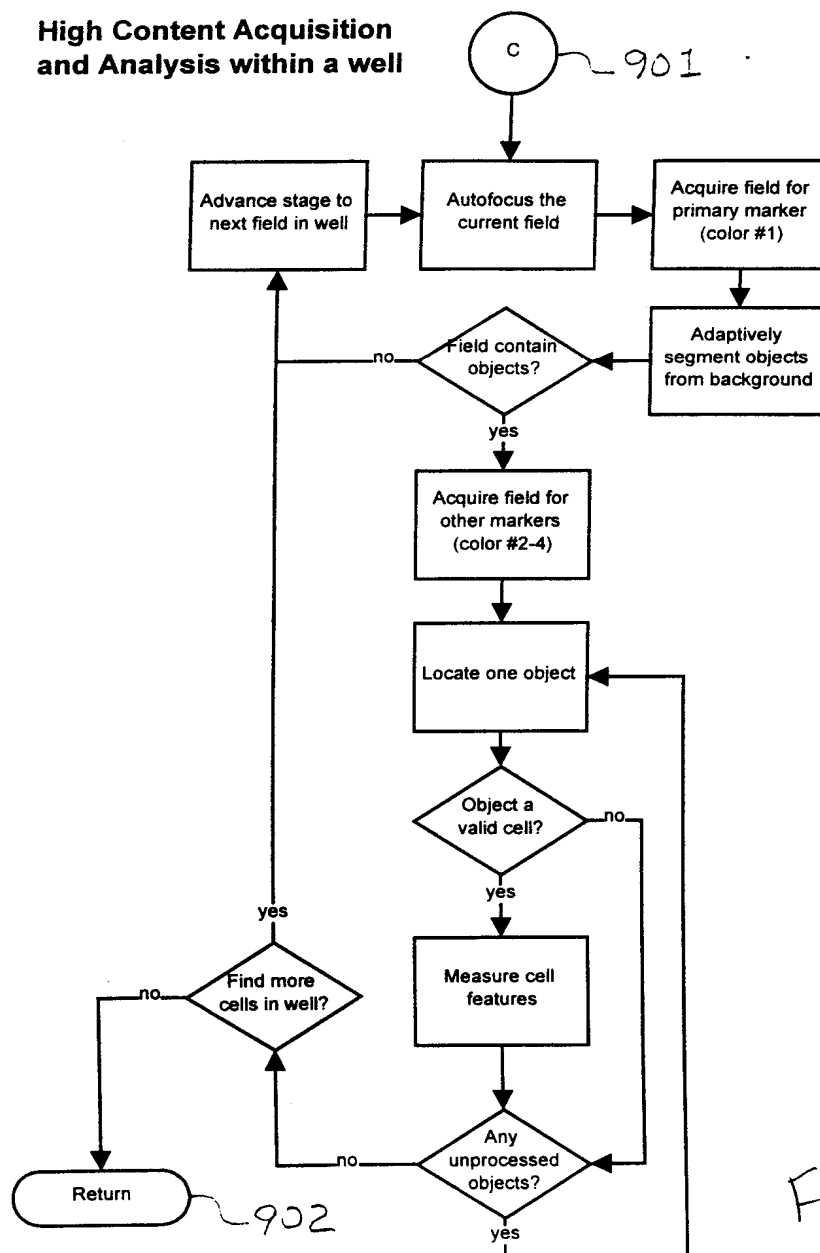 High Content Acquisition
and Analysis within a well
C
901
Advance stage to
next field in well
Autofocus the
current field
Acquire field for
primary marker
(color #1)
Field contain
objects?
no
Adaptively
segment objects
from background
yes
Acquire field for
other markers
(color #2-4)
Locate one object
Object a
valid cell?
no
yes
yes
Measure cell
features
Find more
cells in well?
no
Any
unprocessed
objects?
no
Return
902
F
yes